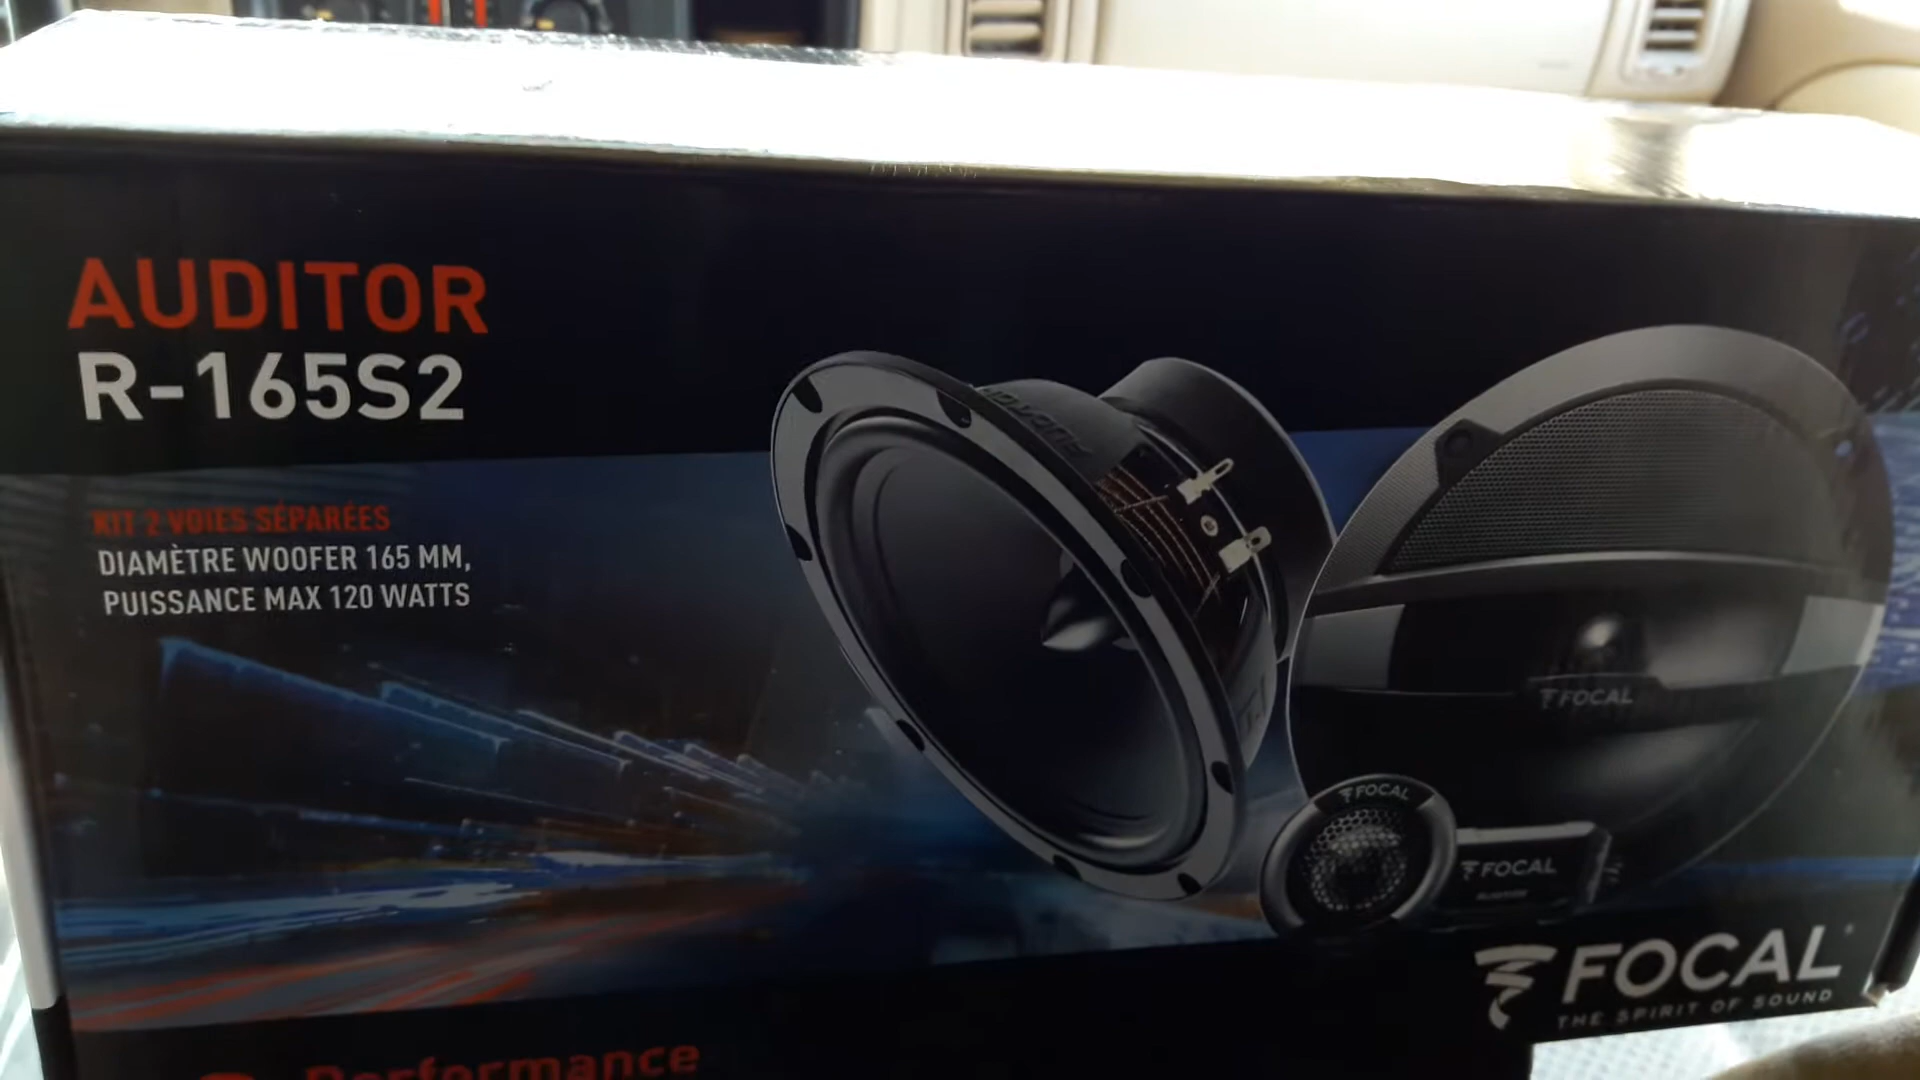 AUDITOR
R-165S2
KIT 2 VOIES SÉPARÉES
DIAMÈTRE WOOFER 165 MM,
PUISSANCE MAX 120 WATTS
FOCAL
FOCAL
FOCAL
FOCAL
THE SPIRIT OF SOUND
Performance